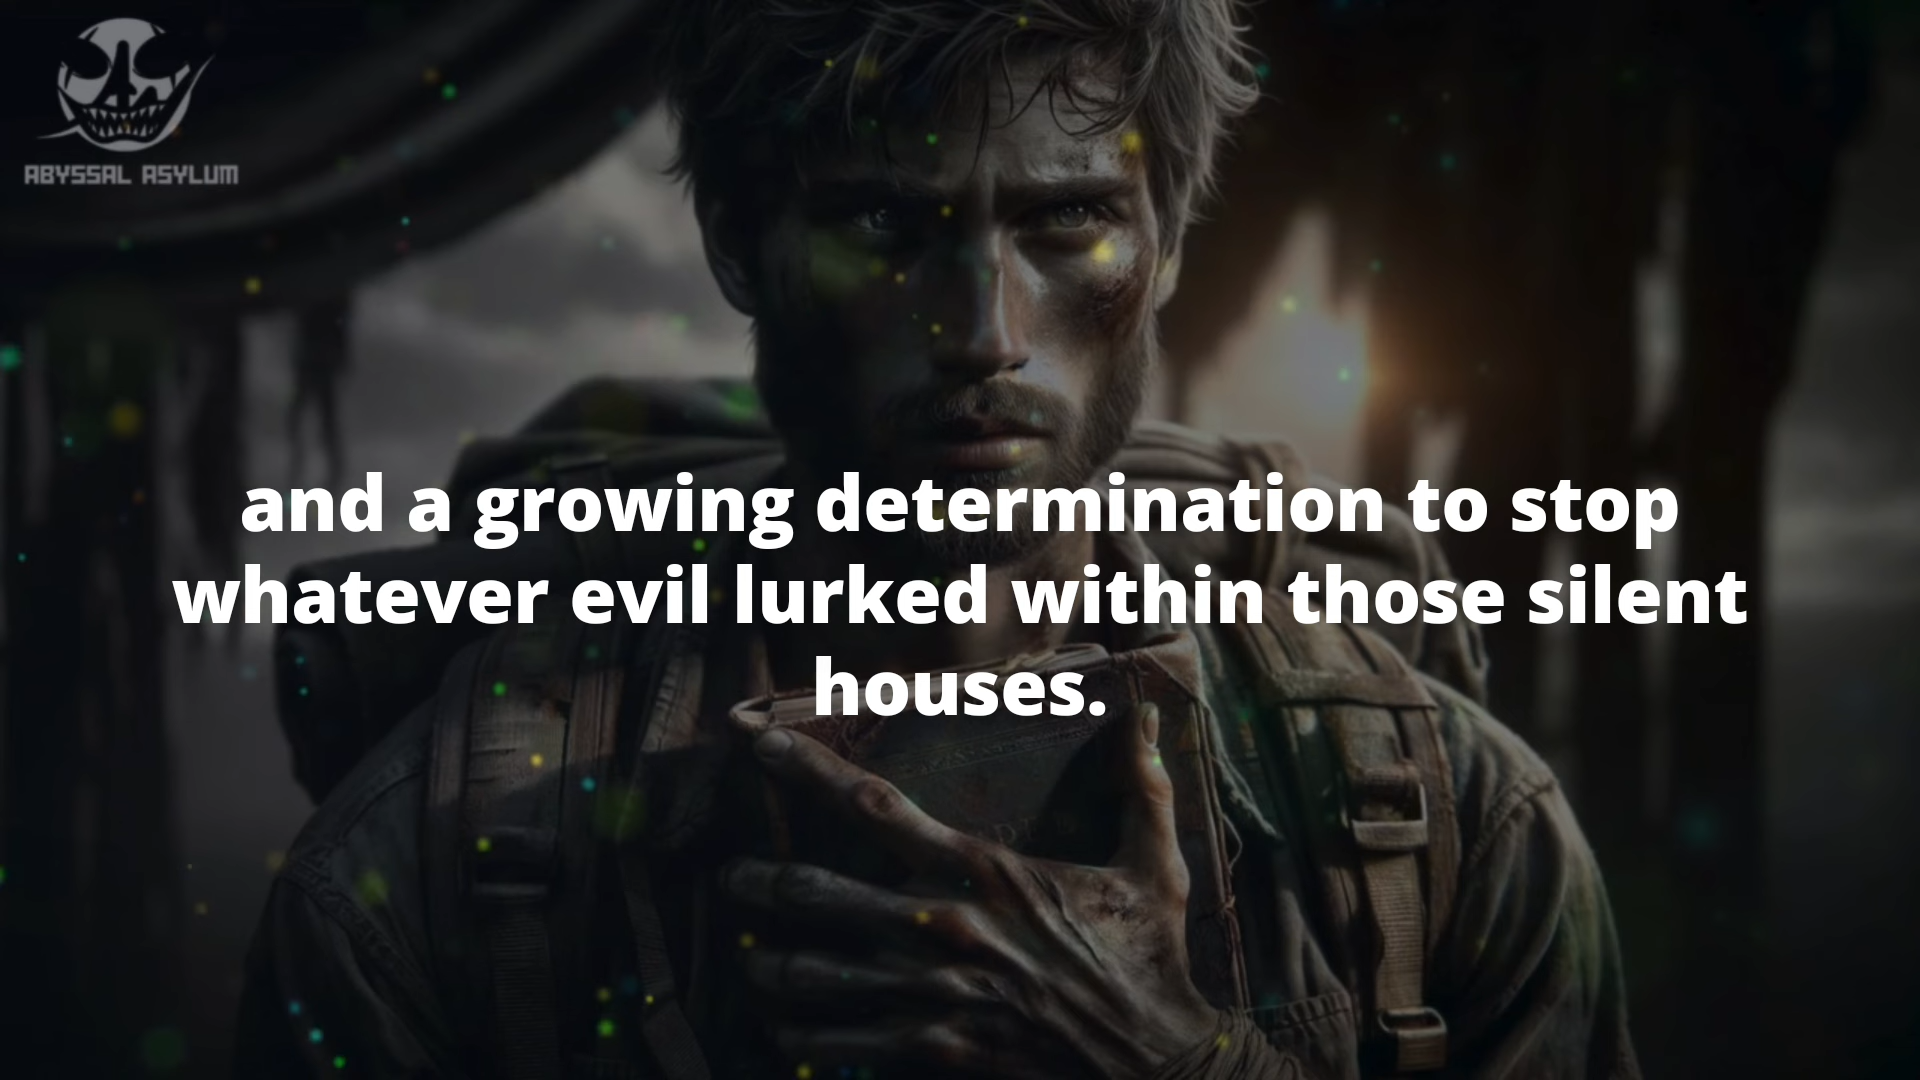 ABYSSAL ASYLUM
and a growing determination to stop
whatever evil lurked within those silent
houses.